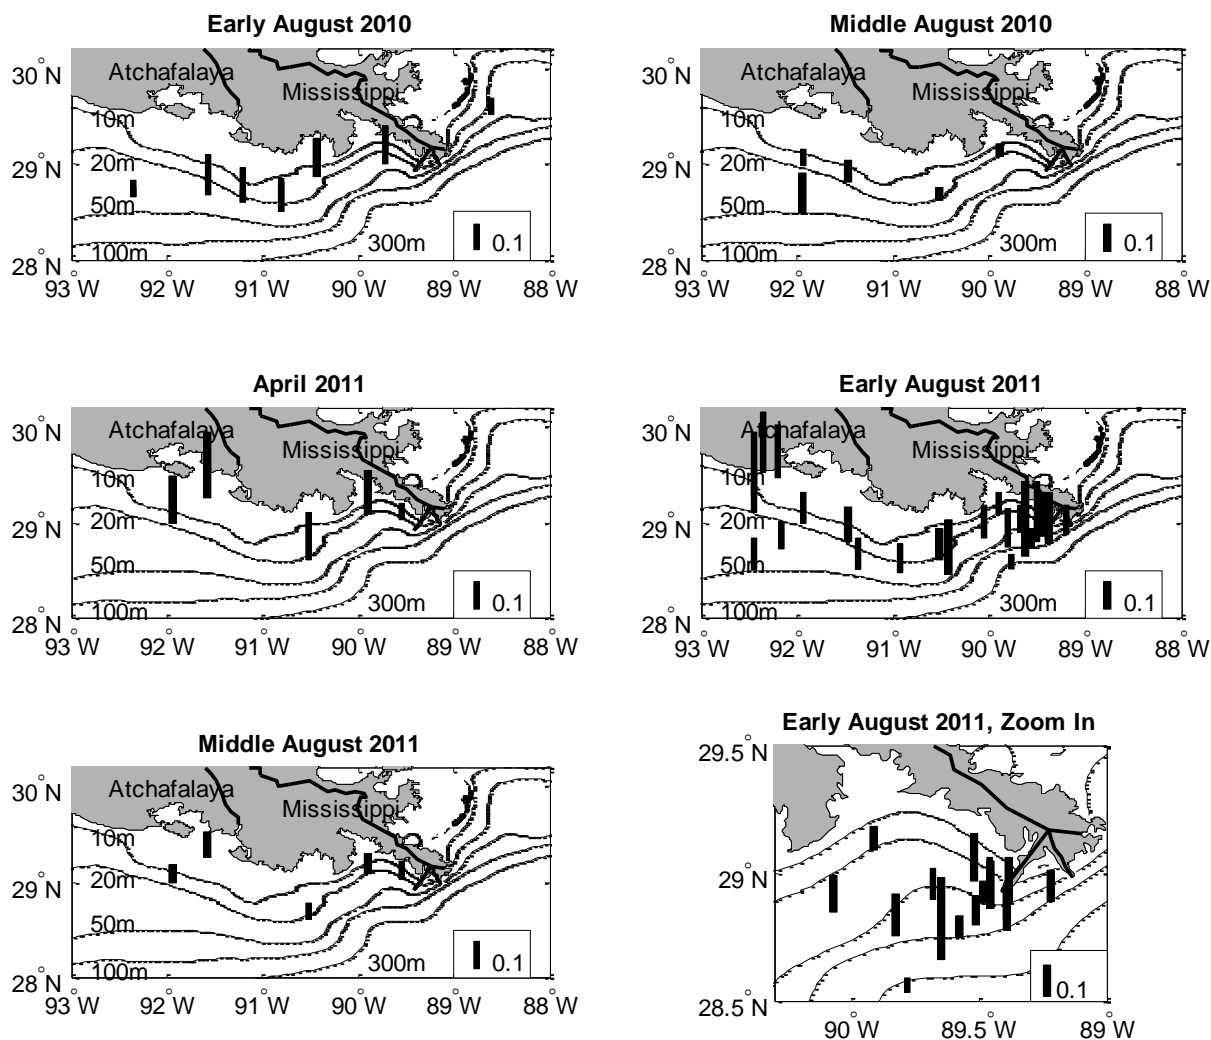 Early August 2010
30°N
29°N
28°N
Atchafalaya
Mississippi
10m
20m
50m
100m
300m
0.1
93°W 92°W 91°W 90°W 89°W 88°W
Middle August 2010
30°N
29°N
28°N
Atchafalaya
Mississippi
10m
20m
50m
100m
300m
0.1
93°W 92°W 91°W 90°W 89°W 88°W
April 2011
30°N
29°N
28°N
Atchafalaya
Mississippi
10m
20m
50m
100m
300m
0.1
93°W 92°W 91°W 90°W 89°W 88°W
Early August 2011
30°N
29°N
28°N
Atchafalaya
Mississippi
10m
20m
50m
100m
300m
0.1
93°W 92°W 91°W 90°W 89°W 88°W
Middle August 2011
30°N
29°N
28°N
Atchafalaya
Mississippi
10m
20m
50m
100m
300m
0.1
93°W 92°W 91°W 90°W 89°W 88°W
Early August 2011, Zoom In
29.5°N
29°N
28.5°N
0.1
90°W 89.5°W 89°W